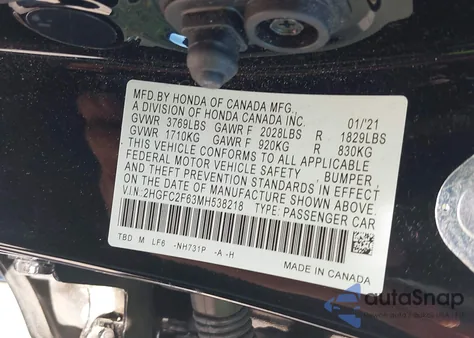 MFD.BY HONDA OF CANADA MFG.,
A DIVISION OF HONDA CANADA INC. 01/'21
GVWR 3769LBS GAWR F 2028LBS R 1829LBS
GVWR 1710KG GAWR F 920KG R 830KG
THIS VEHICLE CONFORMS TO ALL APPLICABLE
FEDERAL MOTOR VEHICLE SAFETY , BUMPER ,
AND THEFT PREVENTION STANDARDS IN EFFECT
ON THE DATE OF MANUFACTURE SHOWN ABOVE.
V.I.N: 2HGFC2F63MH538218 TYPE: PASSENGER CAR
TBD M LF6 -NH731P -A -H
MADE IN CANADA
autoSnap